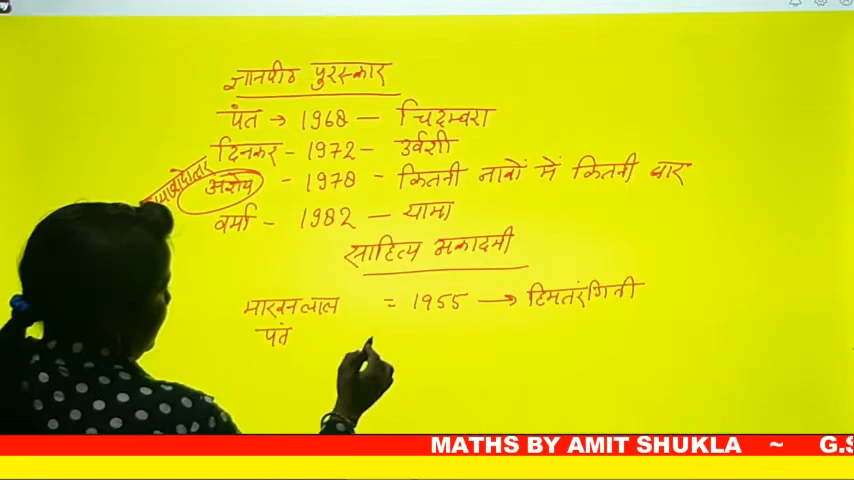 ज्ञानपीठ पुरस्कार
पंत → 1968 — चिदम्बरा
दिनकर - 1972 - उर्वशी
अज्ञेय - 1978 - कितनी नावों में कितनी बार
वर्मा - 1982 — यामा
साहित्य अकादमी
माखनलाल = 1955 → हिमतरंगिनी
पंत
MATHS BY AMIT SHUKLA ~ G.S